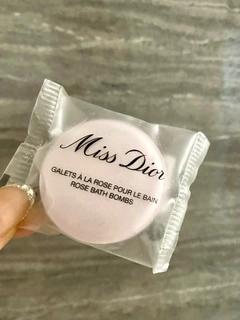 Miss Dior
GALETS À LA ROSE POUR LE BAIN
ROSE BATH BOMBS